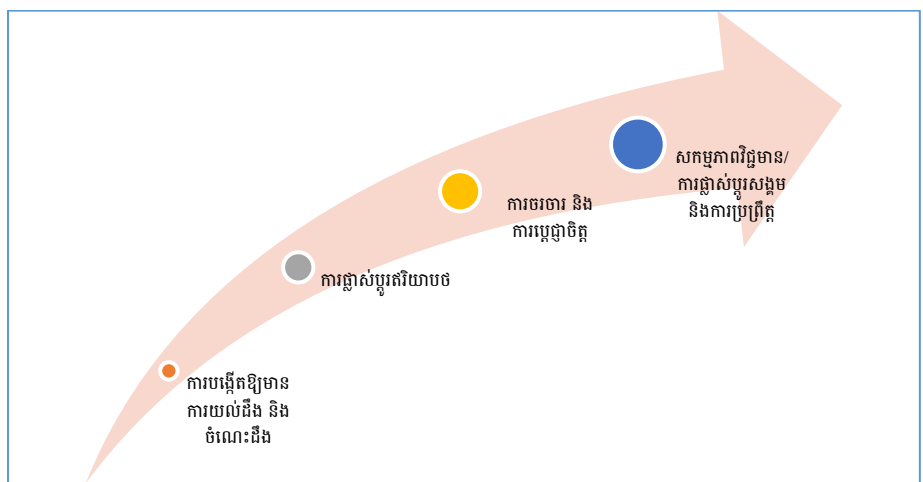 ការបង្កើតឱ្យមាន
ការយល់ដឹង និង
ចំណេះដឹង
ការផ្លាស់ប្តូរឥរិយាបថ
ការចរចារ និង
ការប្តេជ្ញាចិត្ត
សកម្មភាពវិជ្ជមាន/
ការផ្លាស់ប្តូរសង្គម
និងការប្រព្រឹត្ត